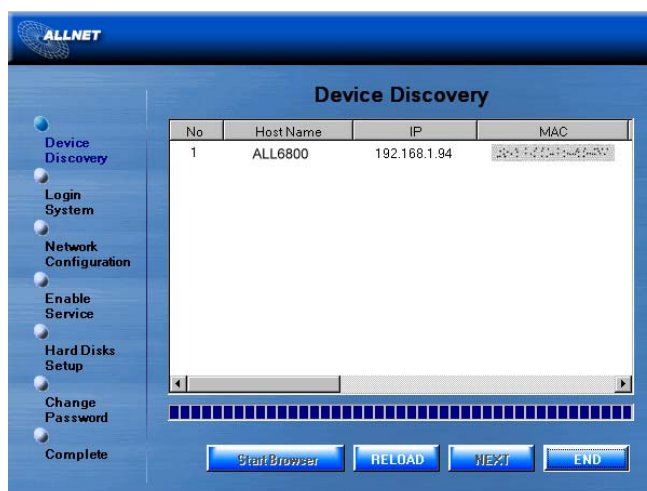 ALLNET
Device Discovery
Device
Discovery
Login
System
Network
Configuration
Enable
Service
Hard Disks
Setup
Change
Password
Complete
No Host Name IP MAC
1 ALL6800 192.168.1.94
Start Browser RELOAD NEXT END